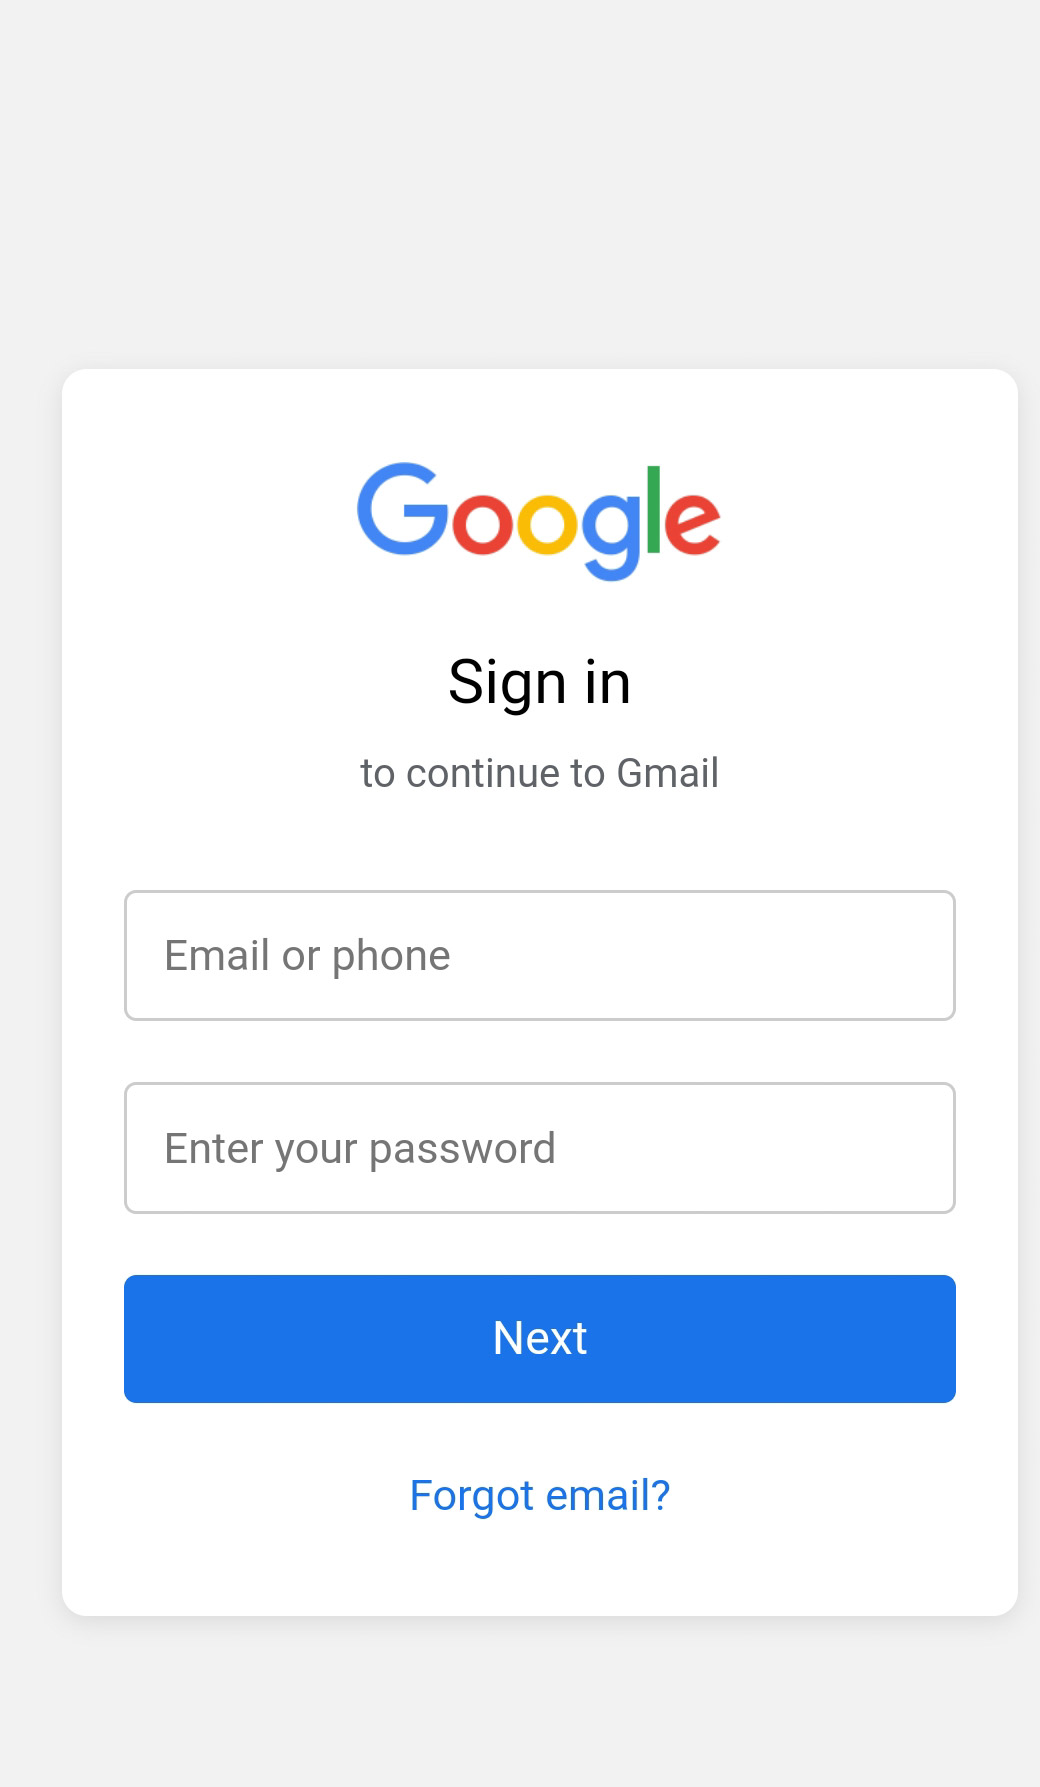 Google
Sign in
to continue to Gmail
Email or phone
Enter your password
Next
Forgot email?